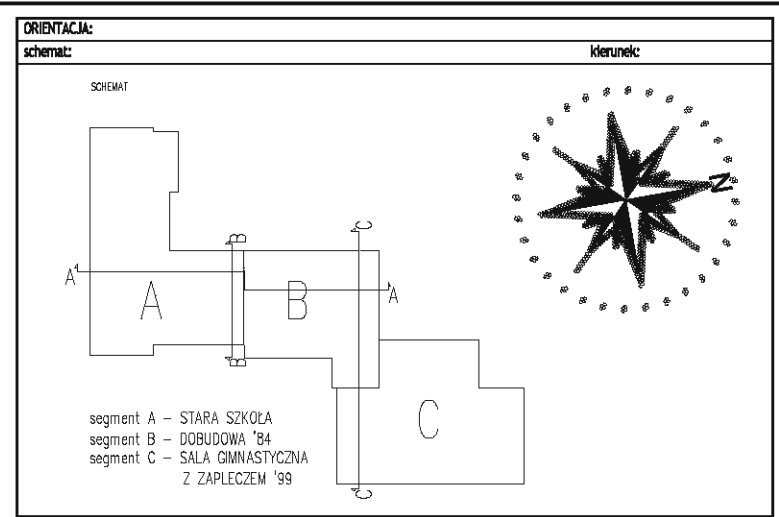 ORIENTACJA:
schemat: kierunek:
SCHEMAT
N
C
B
A
A
B
A
A
B
C
segment A – STARA SZKOŁA
segment B – DOBUDOWA '84
segment C – SALA GIMNASTYCZNA
Z ZAPLECZEM '99
C